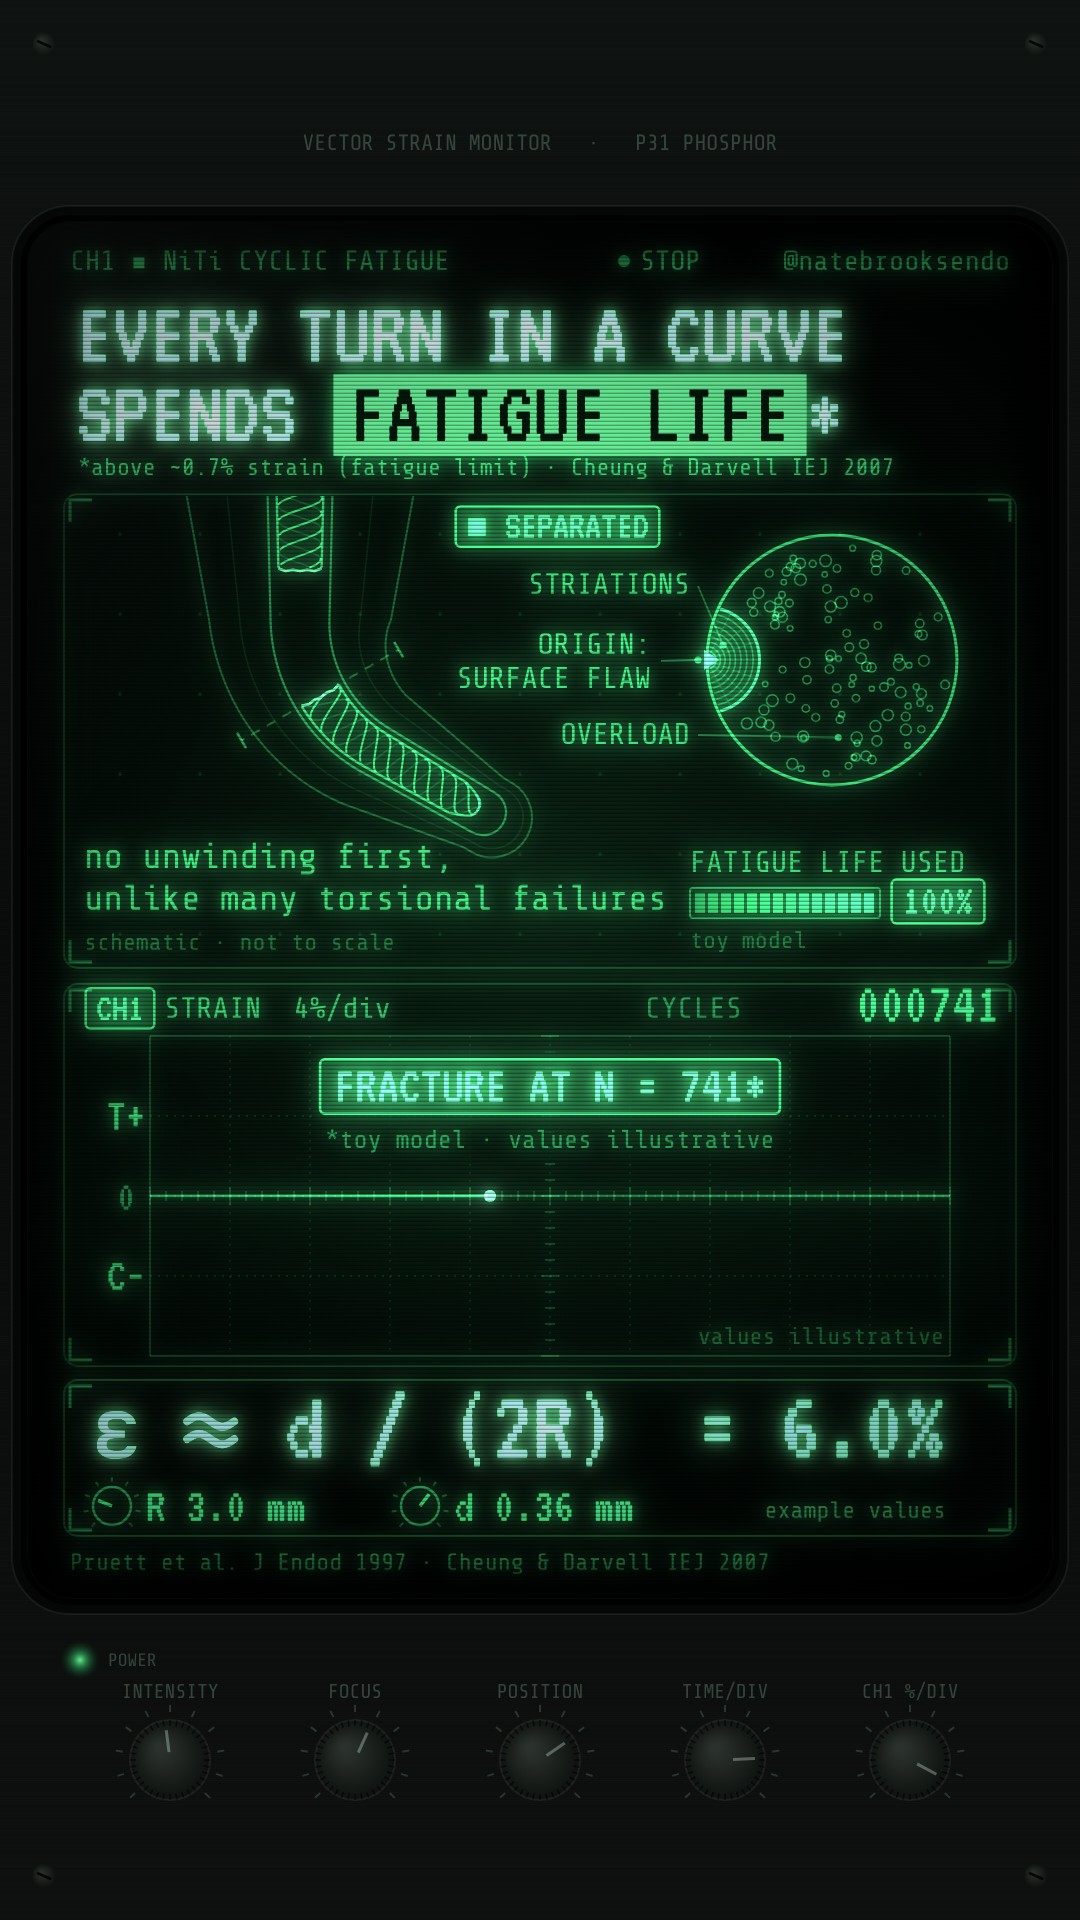 VECTOR STRAIN MONITOR · P31 PHOSPHOR
CH1 ■ NiTi CYCLIC FATIGUE ● STOP @natebrooksendo
EVERY TURN IN A CURVE
SPENDS FATIGUE LIFE*
*above ~0.7% strain (fatigue limit) · Cheung & Darvell IEJ 2007
■ SEPARATED
STRIATIONS
ORIGIN:
SURFACE FLAW
OVERLOAD
no unwinding first,
unlike many torsional failures
schematic · not to scale
FATIGUE LIFE USED
100%
toy model
CH1 STRAIN 4%/div CYCLES 000741
FRACTURE AT N = 741*
*toy model · values illustrative
T+
0
C-
values illustrative
ε ≈ d / (2R) = 6.0%
R 3.0 mm d 0.36 mm example values
Pruett et al. J Endod 1997 · Cheung & Darvell IEJ 2007
POWER
INTENSITY FOCUS POSITION TIME/DIV CH1 %/DIV